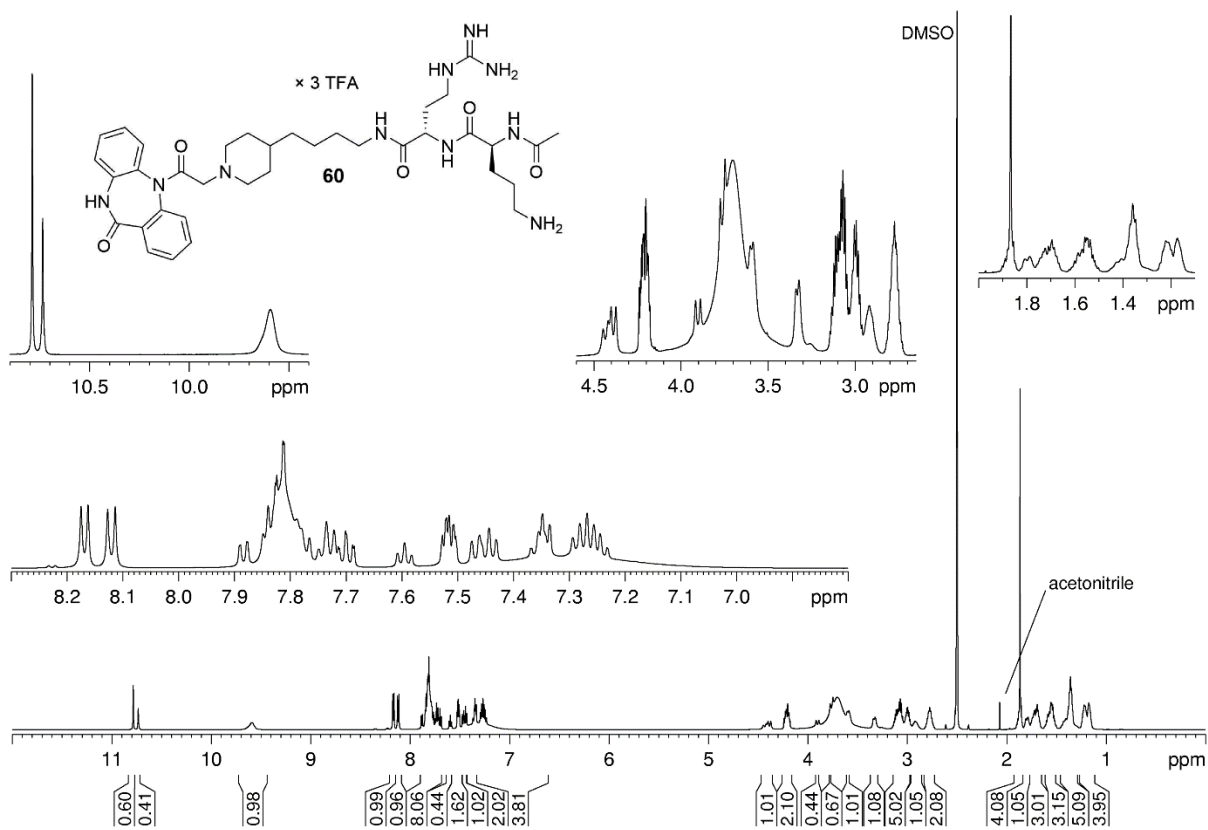 DMSO
NH
HN
NH2
× 3 TFA
O
H
N
O
H
N
O
N
N
O
N
H
O
60
HN
NH2
O
10.5 10.0 ppm
4.5 4.0 3.5 3.0 ppm
1.8 1.6 1.4 ppm
8.2 8.1 8.0 7.9 7.8 7.7 7.6 7.5 7.4 7.3 7.2 7.1 7.0 ppm
acetonitrile
11 10 9 8 7 6 5 4 3 2 1 ppm
0.60 0.41 0.98 0.99 0.96 8.06 0.44 1.62 1.02 2.02 3.81 1.01 2.10 0.44 0.67 1.01 1.08 5.02 1.05 2.08 4.08 1.05 3.01 3.15 5.09 3.95